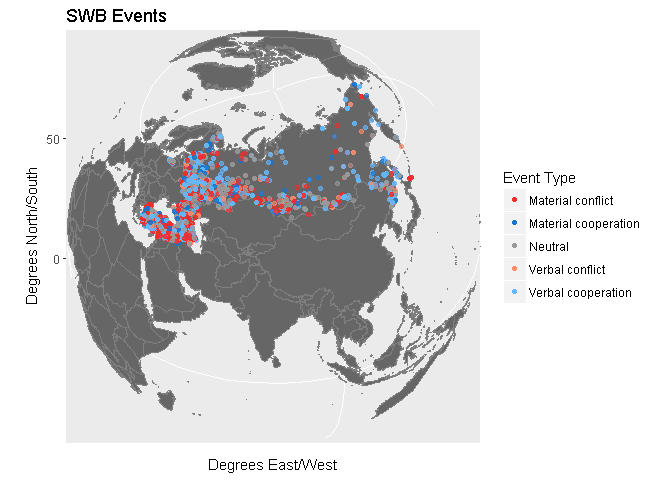 SWB Events
50
0
Degrees North/South
Degrees East/West
Event Type
Material conflict
Material cooperation
Neutral
Verbal conflict
Verbal cooperation